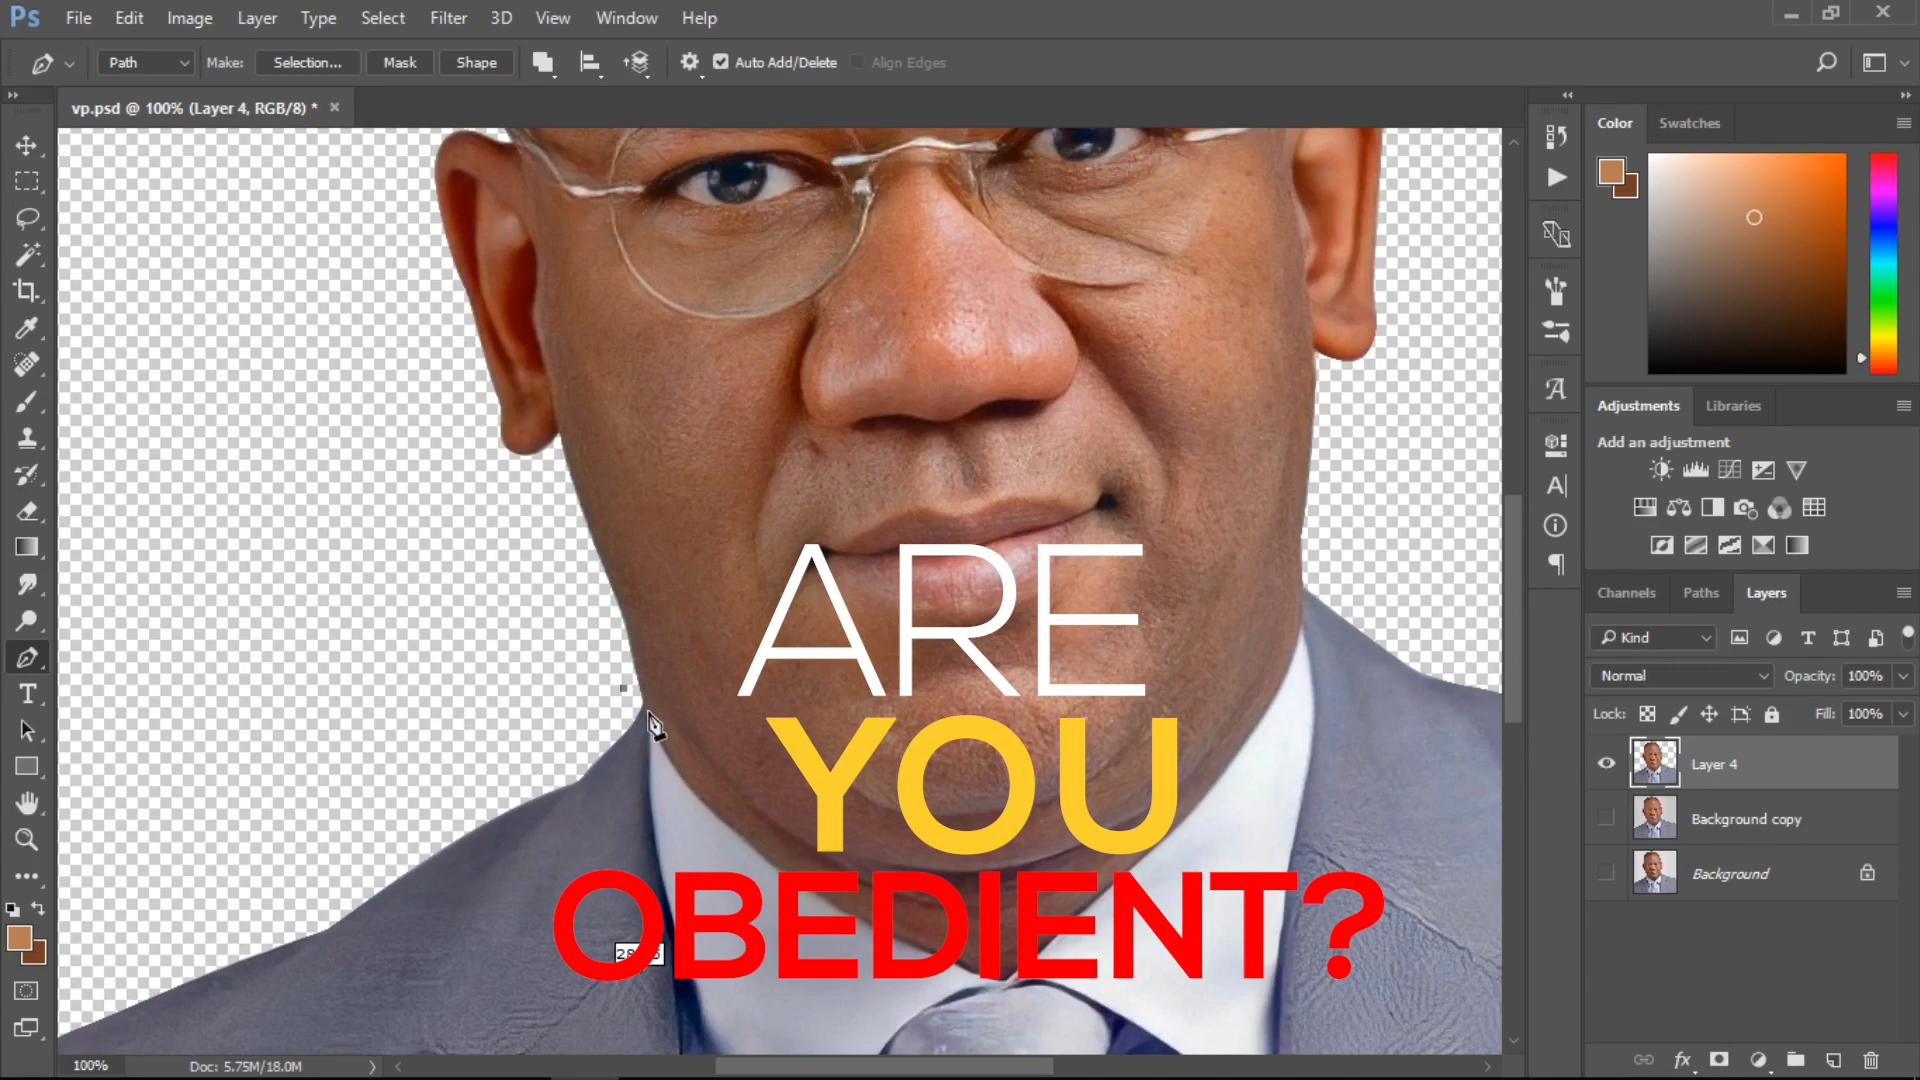 Ps File Edit Image Layer Type Select Filter 3D View Window Help
Path Make: Selection... Mask Shape Auto Add/Delete Align Edges
vp.psd @ 100% (Layer 4, RGB/8) *
Color Swatches
Adjustments Libraries
Add an adjustment
Channels Paths Layers
Kind
Normal Opacity: 100%
Lock: Fill: 100%
Layer 4
Background copy
Background
ARE
YOU
OBEDIENT?
100% Doc: 5.75M/18.0M